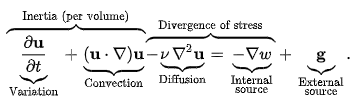 Inertia (per volume)
Divergence of stress
∂u/∂t + (u · ∇)u − ν ∇²u = −∇w + g .
Variation
Convection
Diffusion
Internal source
External source